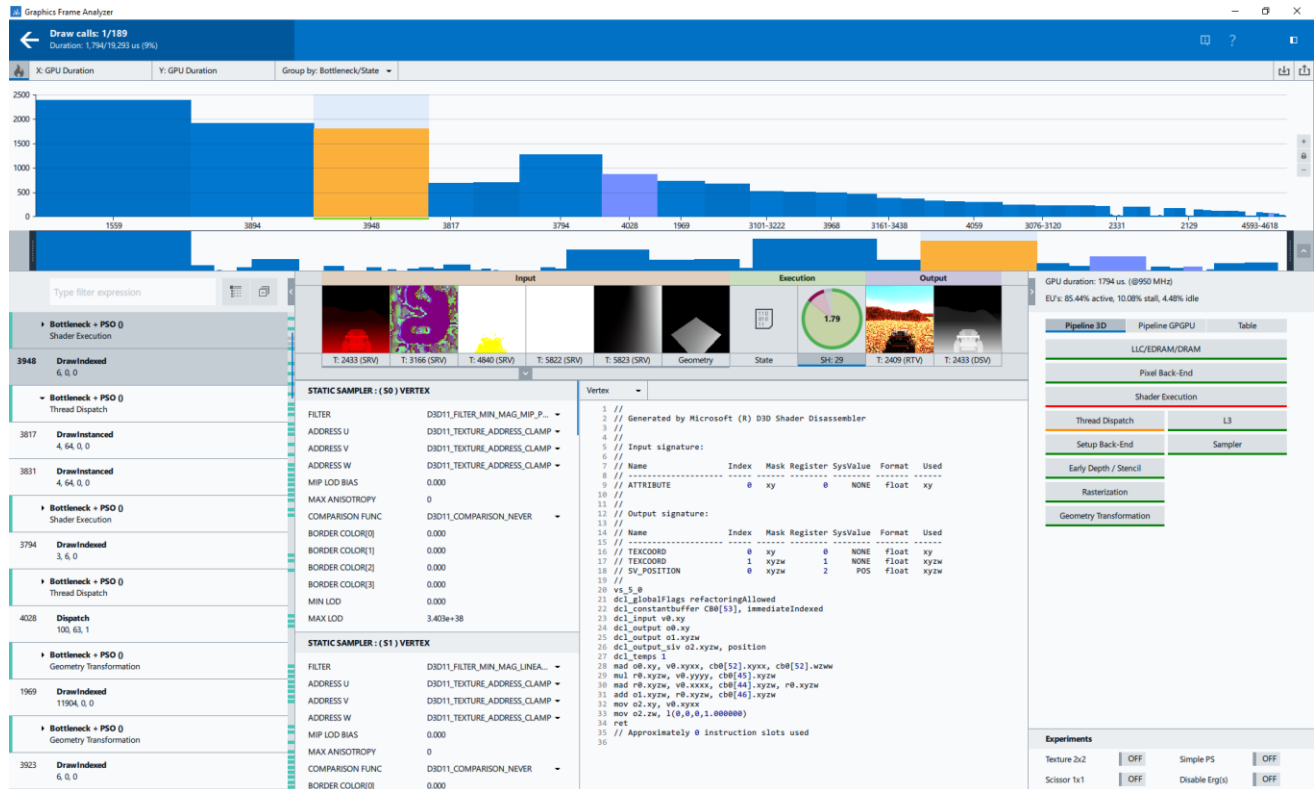 Graphics Frame Analyzer
Draw calls: 1/189
Duration: 1,794/19,293 us (9%)
X: GPU Duration
Y: GPU Duration
Group by: Bottleneck/State
2500
2000
1500
1000
500
0
1559
3894
3948
3817
3794
4028
1969
3101-3222
3968
3161-3438
4059
3076-3120
2331
2129
4593-4618
Type filter expression
Bottleneck + PSO ()
Shader Execution
3948 DrawIndexed
6, 0, 0
Bottleneck + PSO ()
Thread Dispatch
3817 DrawInstanced
4, 64, 0, 0
3831 DrawInstanced
4, 64, 0, 0
Bottleneck + PSO ()
Shader Execution
3794 DrawIndexed
3, 6, 0
Bottleneck + PSO ()
Thread Dispatch
4028 Dispatch
100, 63, 1
Bottleneck + PSO ()
Geometry Transformation
1969 DrawIndexed
11904, 0, 0
Bottleneck + PSO ()
Geometry Transformation
3923 DrawIndexed
6, 0, 0
Input
Execution
Output
1.79
T: 2433 (SRV)
T: 3166 (SRV)
T: 4840 (SRV)
T: 5822 (SRV)
T: 5823 (SRV)
Geometry
State
SH: 29
T: 2409 (RTV)
T: 2433 (DSV)
STATIC SAMPLER : ( S0 ) VERTEX
FILTER D3D11_FILTER_MIN_MAG_MIP_P...
ADDRESS U D3D11_TEXTURE_ADDRESS_CLAMP
ADDRESS V D3D11_TEXTURE_ADDRESS_CLAMP
ADDRESS W D3D11_TEXTURE_ADDRESS_CLAMP
MIP LOD BIAS 0.000
MAX ANISOTROPY 0
COMPARISON FUNC D3D11_COMPARISON_NEVER
BORDER COLOR[0] 0.000
BORDER COLOR[1] 0.000
BORDER COLOR[2] 0.000
BORDER COLOR[3] 0.000
MIN LOD 0.000
MAX LOD 3.403e+38
STATIC SAMPLER : ( S1 ) VERTEX
FILTER D3D11_FILTER_MIN_MAG_LINEA...
ADDRESS U D3D11_TEXTURE_ADDRESS_CLAMP
ADDRESS V D3D11_TEXTURE_ADDRESS_CLAMP
ADDRESS W D3D11_TEXTURE_ADDRESS_CLAMP
MIP LOD BIAS 0.000
MAX ANISOTROPY 0
COMPARISON FUNC D3D11_COMPARISON_NEVER
BORDER COLOR[0] 0.000
Vertex
1 //
2 // Generated by Microsoft (R) D3D Shader Disassembler
3 //
4 //
5 // Input signature:
6 //
7 // Name Index Mask Register SysValue Format Used
8 // -------------------- ----- ------ -------- -------- ------- ------
9 // ATTRIBUTE 0 xy 0 NONE float xy
10 //
11 //
12 // Output signature:
13 //
14 // Name Index Mask Register SysValue Format Used
15 // -------------------- ----- ------ -------- -------- ------- ------
16 // TEXCOORD 0 xy 0 NONE float xy
17 // TEXCOORD 1 xyzw 1 NONE float xyzw
18 // SV_POSITION 0 xyzw 2 POS float xyzw
19 //
20 vs_5_0
21 dcl_globalFlags refactoringAllowed
22 dcl_constantbuffer CB0[53], immediateIndexed
23 dcl_input v0.xy
24 dcl_output o0.xy
25 dcl_output o1.xyzw
26 dcl_output_siv o2.xyzw, position
27 dcl_temps 1
28 mad o0.xy, v0.xyxx, cb0[52].xyxx, cb0[52].wzww
29 mul r0.xyzw, v0.yyyy, cb0[45].xyzw
30 mad r0.xyzw, v0.xxxx, cb0[44].xyzw, r0.xyzw
31 add o1.xyzw, r0.xyzw, cb0[46].xyzw
32 mov o2.xy, v0.xyxx
33 mov o2.zw, l(0,0,0,1.000000)
34 ret
35 // Approximately 0 instruction slots used
36
GPU duration: 1794 us. (@950 MHz)
EU's: 85.44% active, 10.08% stall, 4.48% idle
Pipeline 3D
Pipeline GPGPU
Table
LLC/EDRAM/DRAM
Pixel Back-End
Shader Execution
Thread Dispatch
L3
Setup Back-End
Sampler
Early Depth / Stencil
Rasterization
Geometry Transformation
Experiments
Texture 2x2 OFF
Simple PS OFF
Scissor 1x1 OFF
Disable Erg(s) OFF